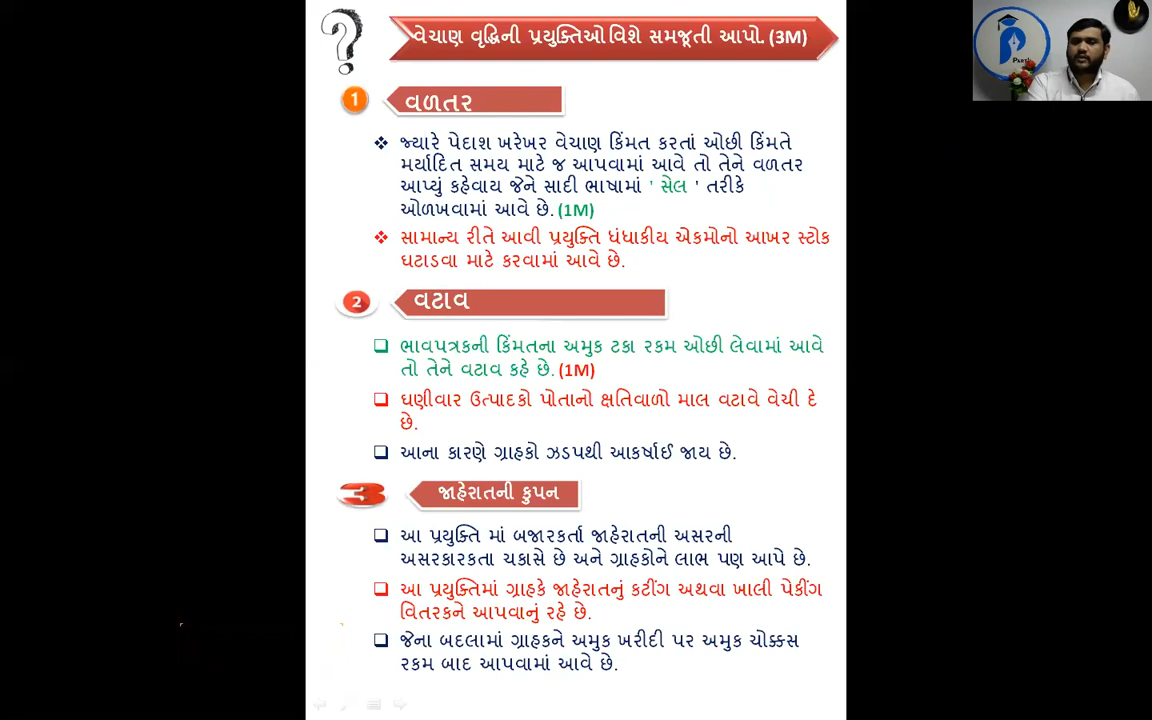 વેચાણ વૃદ્ધિની પ્રયુક્તિઓ વિશે સમજૂતી આપો. (3M)
1 વળતર
જ્યારે પેદાશ ખરેખર વેચાણ કિંમત કરતાં ઓછી કિંમતે
મર્યાદિત સમય માટે જ આપવામાં આવે તો તેને વળતર
આપ્યું કહેવાય જેને સાદી ભાષામાં ' સેલ ' તરીકે
ઓળખવામાં આવે છે. (1M)
સામાન્ય રીતે આવી પ્રયુક્તિ ધંધાકીય એકમોનો આખર સ્ટોક
ઘટાડવા માટે કરવામાં આવે છે.
2 વટાવ
ભાવપત્રકની કિંમતના અમુક ટકા રકમ ઓછી લેવામાં આવે
તો તેને વટાવ કહે છે. (1M)
ઘણીવાર ઉત્પાદકો પોતાનો ક્ષતિવાળો માલ વટાવે વેચી દે
છે.
આના કારણે ગ્રાહકો ઝડપથી આકર્ષાઈ જાય છે.
3 જાહેરાતની કુપન
આ પ્રયુક્તિ માં બજારકર્તા જાહેરાતની અસરની
અસરકારકતા ચકાસે છે અને ગ્રાહકોને લાભ પણ આપે છે.
આ પ્રયુક્તિમાં ગ્રાહકે જાહેરાતનું કટીંગ અથવા ખાલી પેકીંગ
વિતરકને આપવાનું રહે છે.
જેના બદલામાં ગ્રાહકને અમુક ખરીદી પર અમુક ચોક્કસ
રકમ બાદ આપવામાં આવે છે.